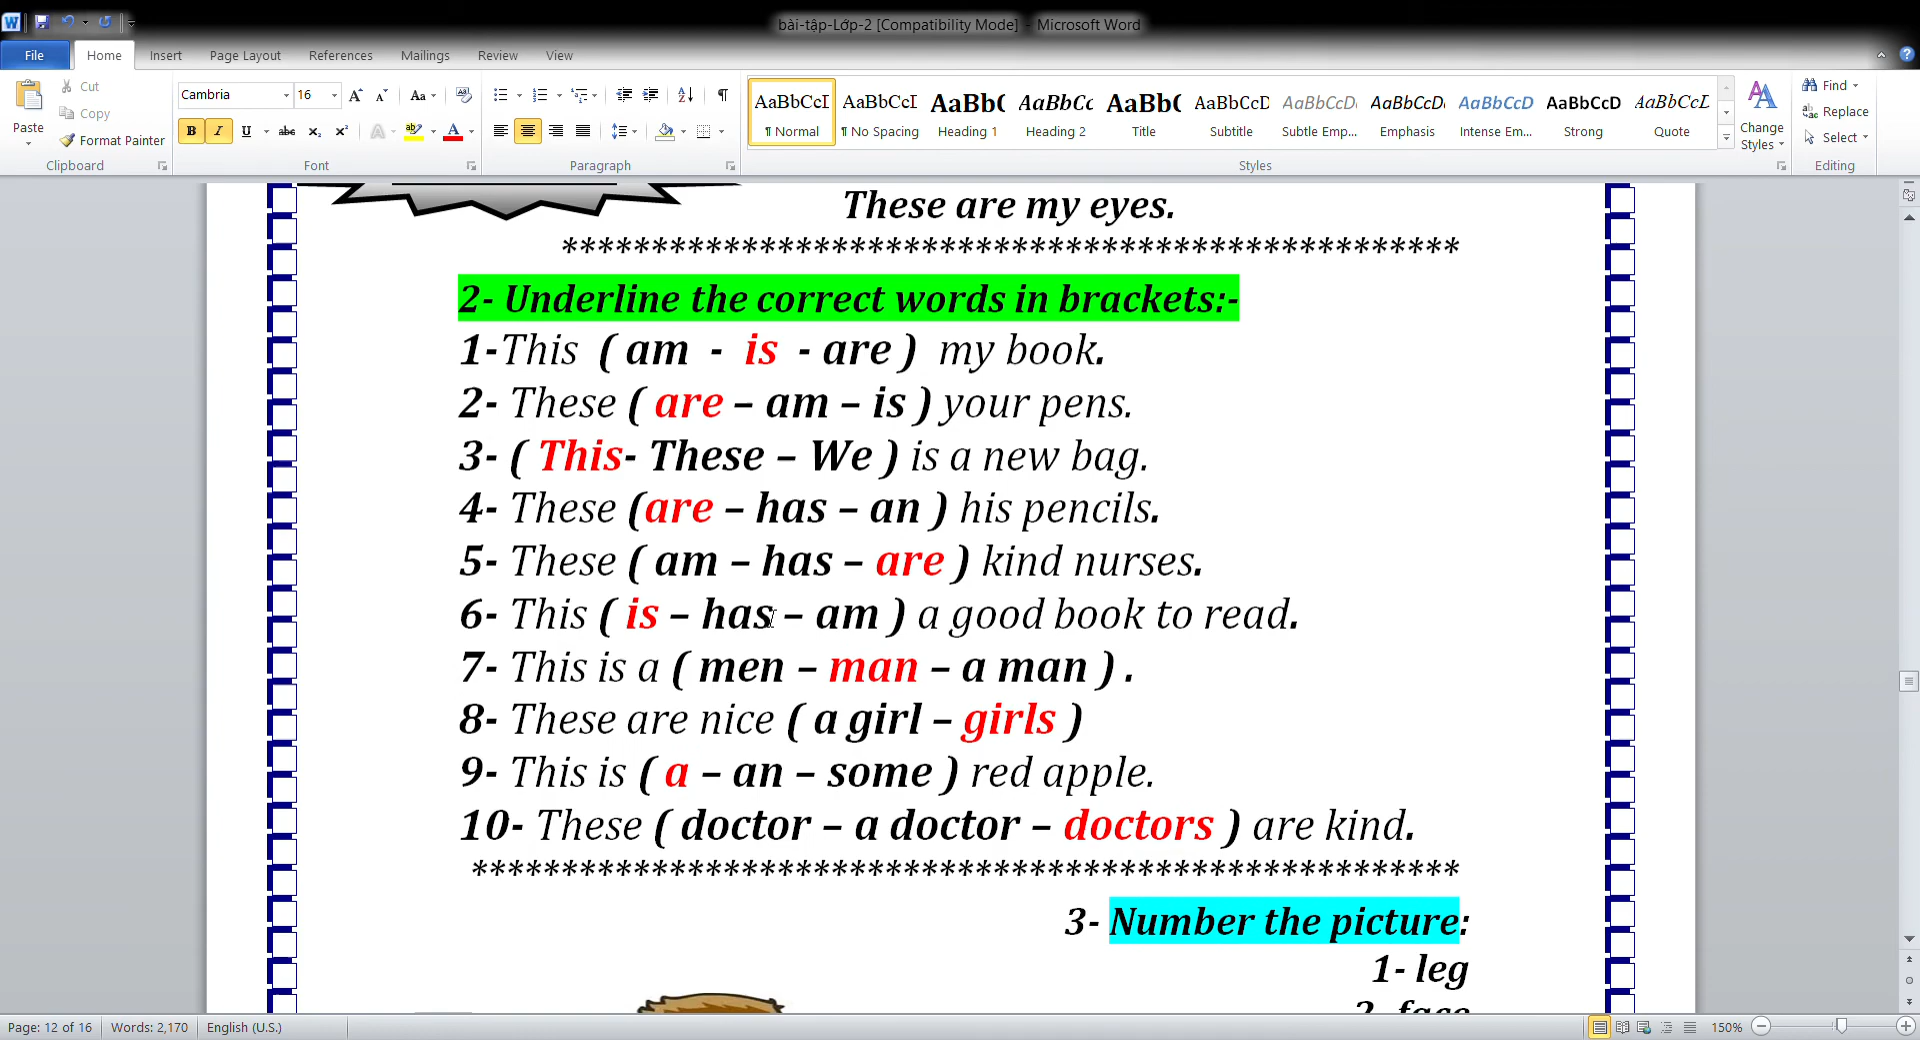 bài-tập-Lớp-2 [Compatibility Mode] - Microsoft Word
File Home Insert Page Layout References Mailings Review View
Paste
Cut
Copy
Format Painter
Clipboard
Cambria 16
Font
Paragraph
AaBbCcI AaBbCcI AaBb( AaBbCc AaBb( AaBbCcD AaBbCcD AaBbCcD AaBbCcD AaBbCcD AaBbCcL
¶ Normal ¶ No Spacing Heading 1 Heading 2 Title Subtitle Subtle Emp... Emphasis Intense Em... Strong Quote
Change Styles
Styles
Find
Replace
Select
Editing
These are my eyes.
**************************************************
2- Underline the correct words in brackets:-
1-This ( am - is - are ) my book.
2- These ( are – am – is ) your pens.
3- ( This- These – We ) is a new bag.
4- These (are – has – an ) his pencils.
5- These ( am – has – are ) kind nurses.
6- This ( is – has – am ) a good book to read.
7- This is a ( men – man – a man ) .
8- These are nice ( a girl – girls )
9- This is ( a – an – some ) red apple.
10- These ( doctor – a doctor – doctors ) are kind.
*******************************************************
3- Number the picture:
1- leg
2- face
Page: 12 of 16 Words: 2,170 English (U.S.) 150%